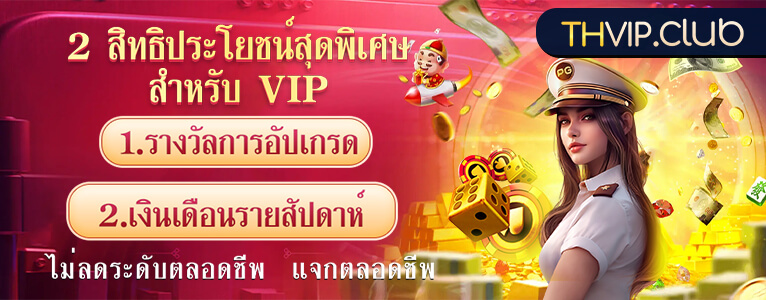 THVIP.club
2 สิทธิประโยชน์สุดพิเศษ
สำหรับ VIP
PG
1.รางวัลการอัปเกรด
2.เงินเดือนรายสัปดาห์
ไม่ลดระดับตลอดชีพ แจกตลอดชีพ